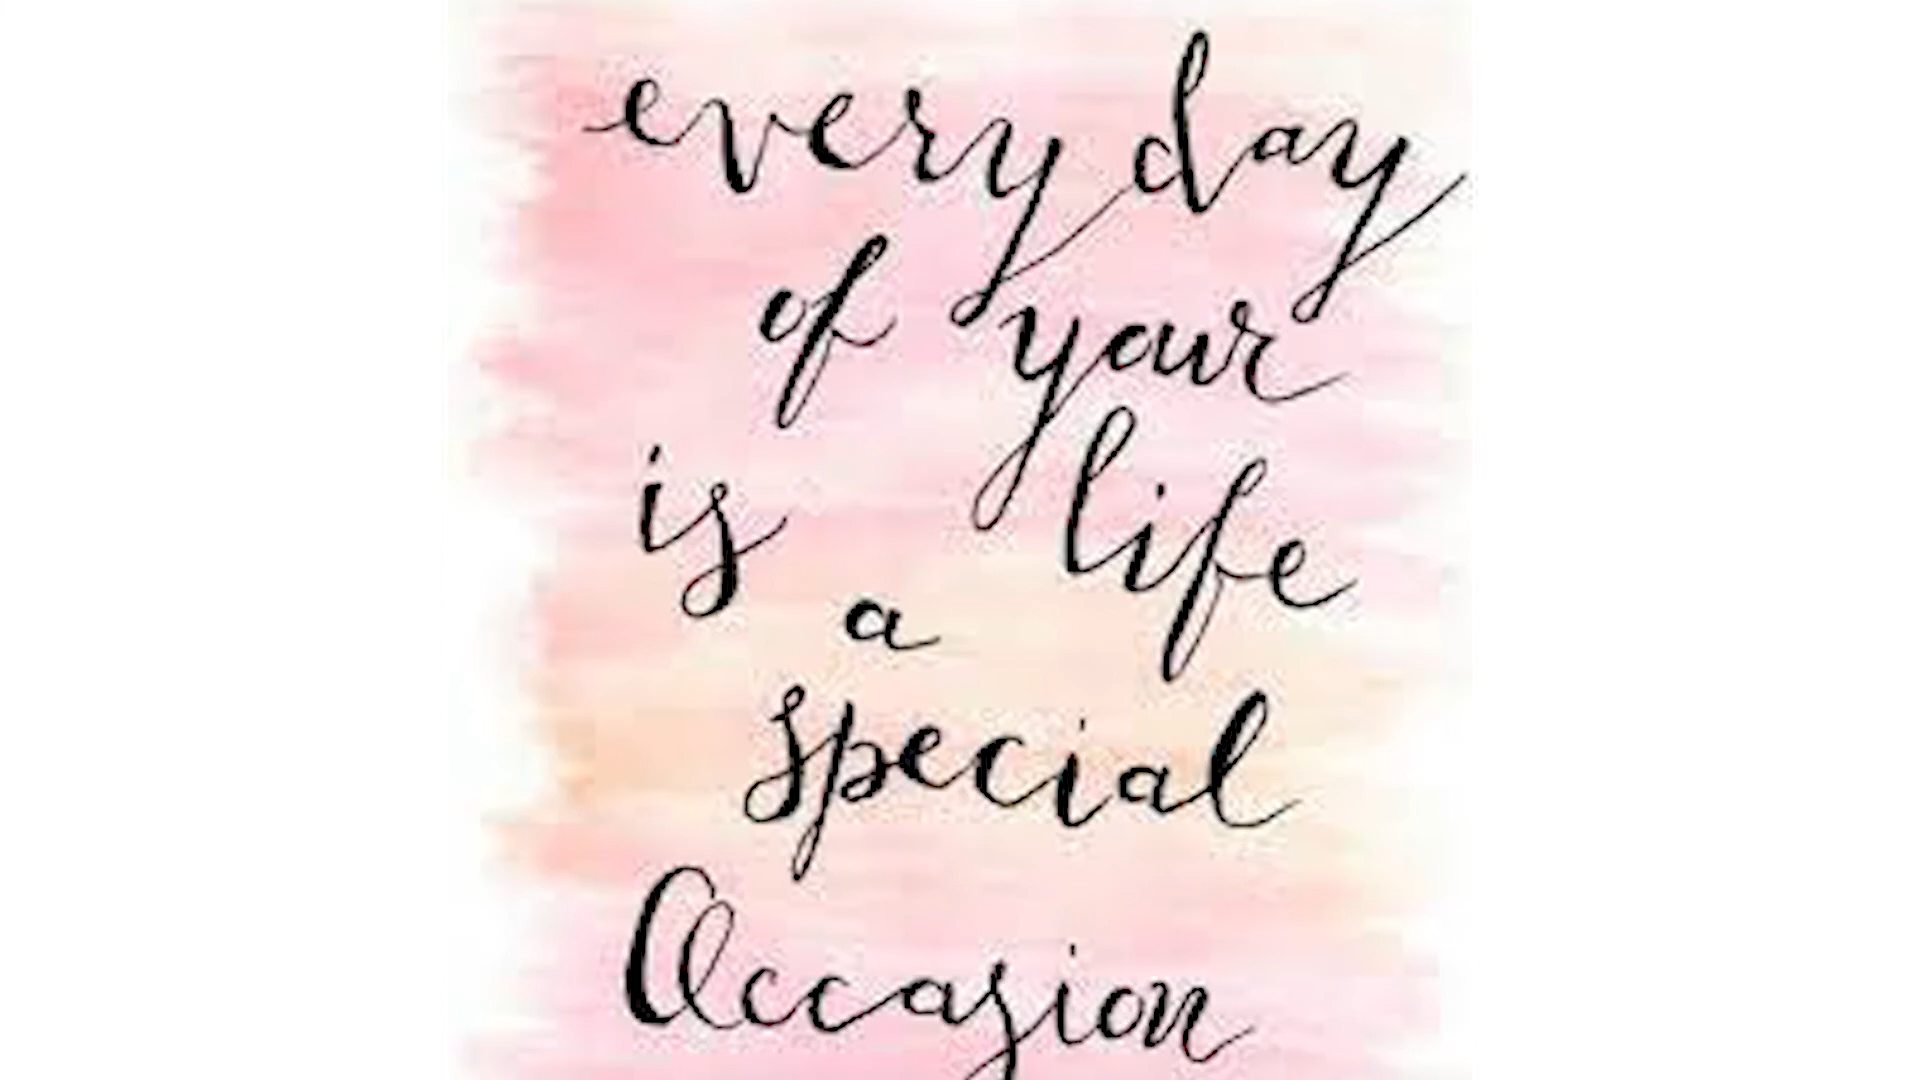 every day
of your
is life
a
special
Occasion